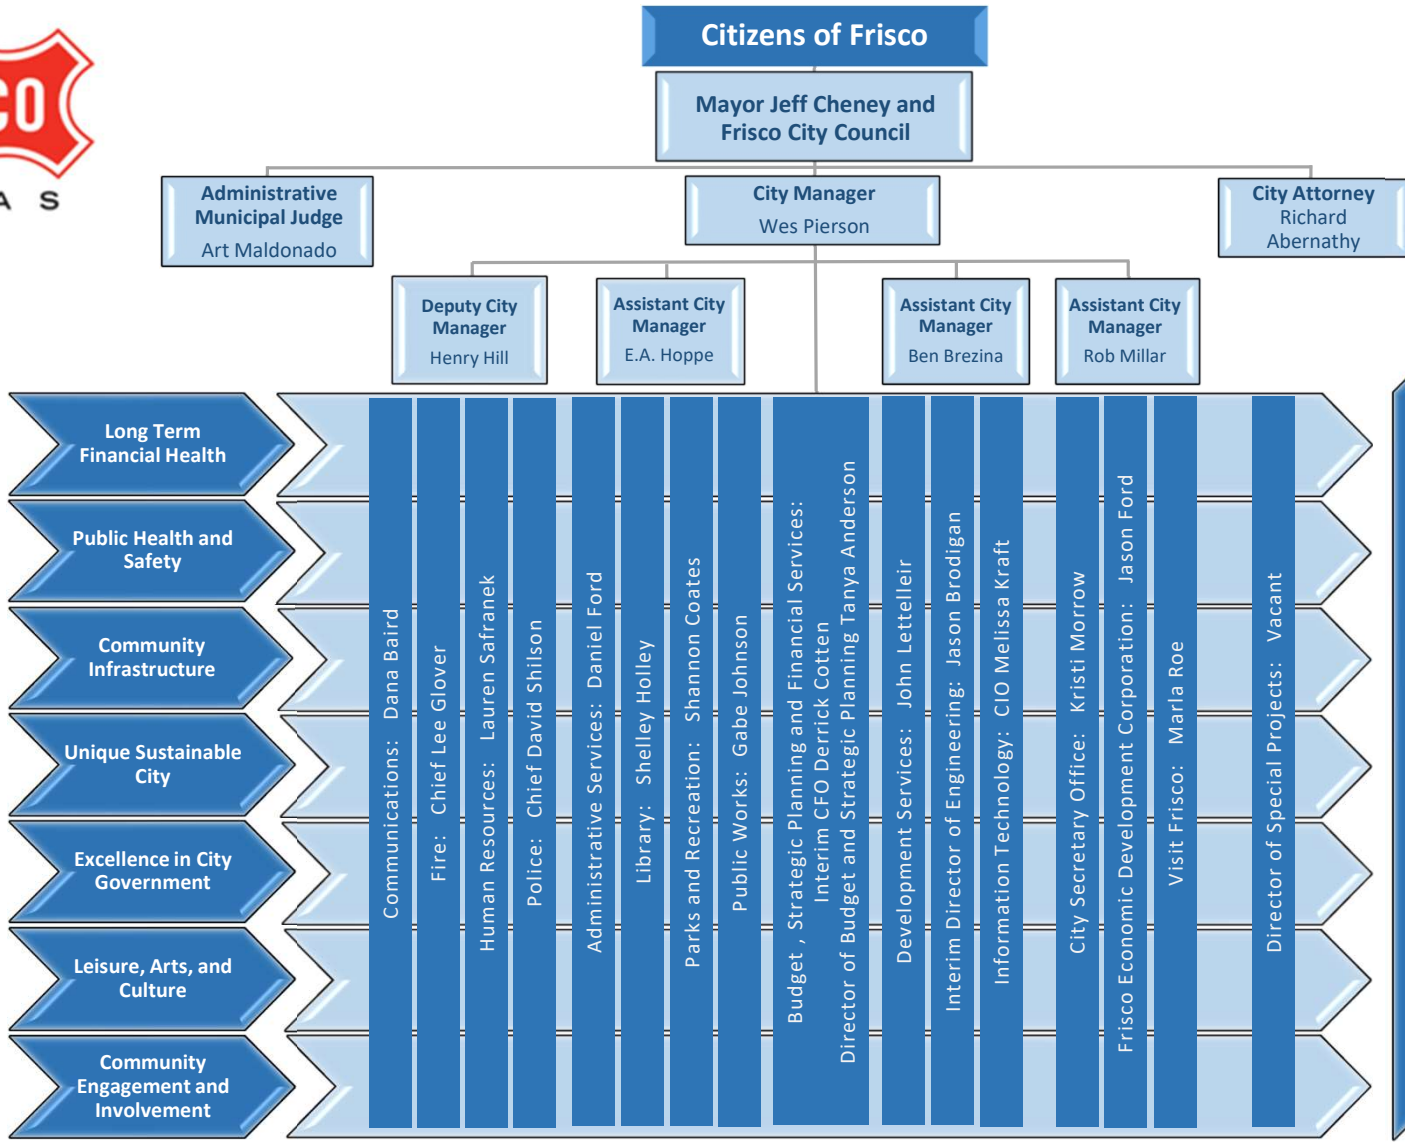 CO
A S
Citizens of Frisco
Mayor Jeff Cheney and
Frisco City Council
Administrative
Municipal Judge
Art Maldonado
City Manager
Wes Pierson
City Attorney
Richard
Abernathy
Deputy City
Manager
Henry Hill
Assistant City
Manager
E.A. Hoppe
Assistant City
Manager
Ben Brezina
Assistant City
Manager
Rob Millar
Long Term
Financial Health
Public Health and
Safety
Community
Infrastructure
Unique Sustainable
City
Excellence in City
Government
Leisure, Arts, and
Culture
Community
Engagement and
Involvement
Communications: Dana Baird
Fire: Chief Lee Glover
Human Resources: Lauren Safranek
Police: Chief David Shilson
Administrative Services: Daniel Ford
Library: Shelley Holley
Parks and Recreation: Shannon Coates
Public Works: Gabe Johnson
Budget , Strategic Planning and Financial Services:
Interim CFO Derrick Cotten
Director of Budget and Strategic Planning Tanya Anderson
Development Services: John Lettelleir
Interim Director of Engineering: Jason Brodigan
Information Technology: CIO Melissa Kraft
City Secretary Office: Kristi Morrow
Frisco Economic Development Corporation: Jason Ford
Visit Frisco: Marla Roe
Director of Special Projects: Vacant